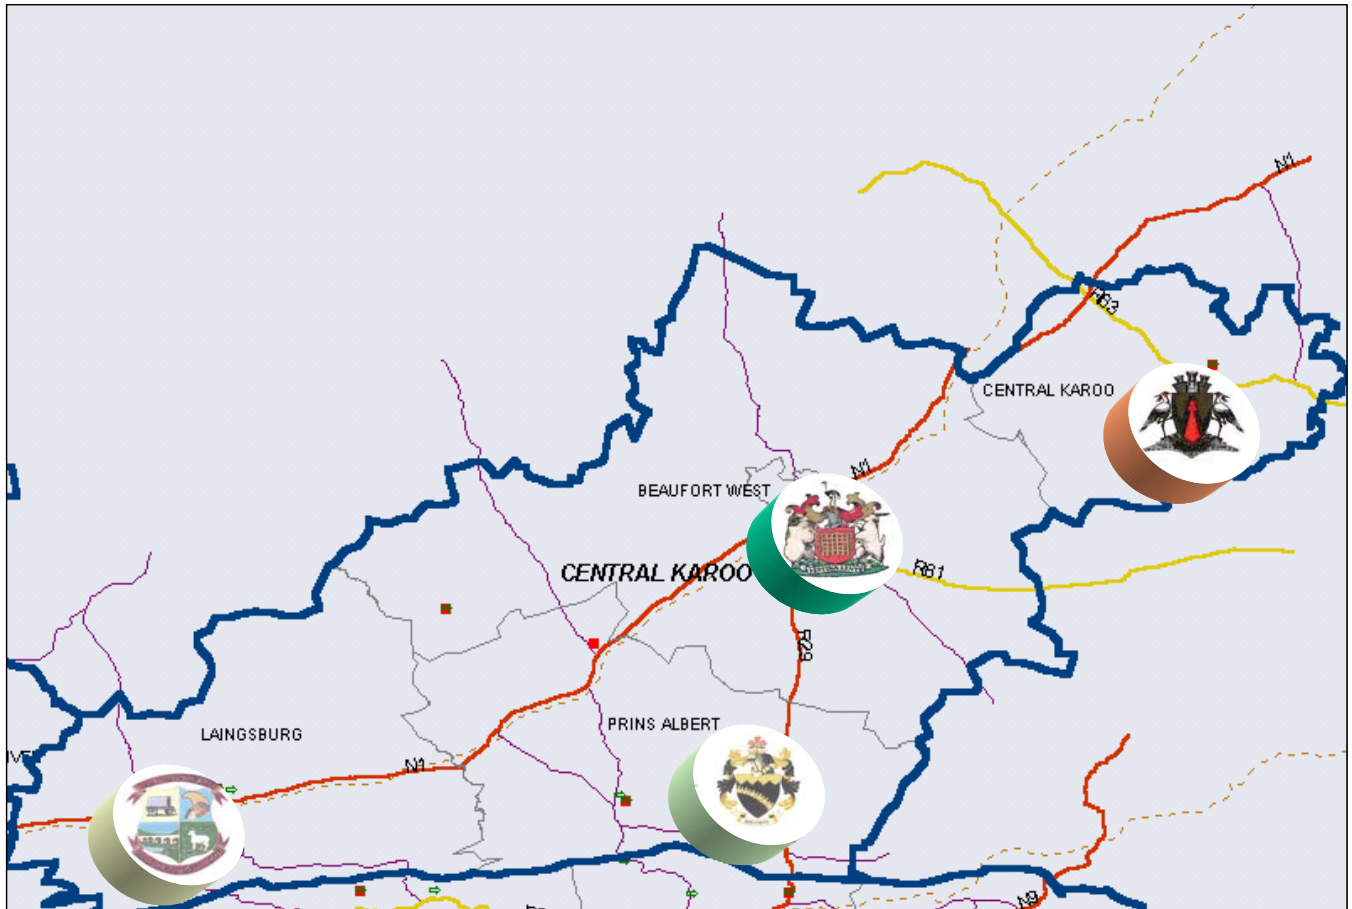 N1
R63
CENTRAL KAROO
N1
BEAUFORT WEST
CENTRAL KAROO
R61
R29
PRINS ALBERT
LAINGSBURG
N1
N9